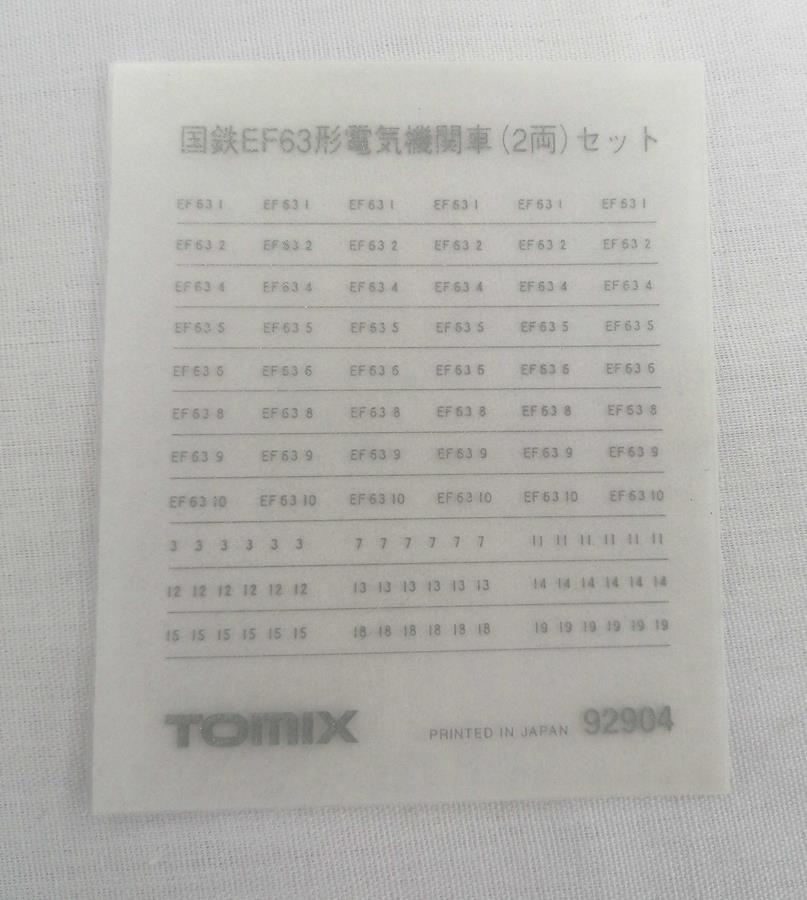 国鉄EF63形電気機関車(2両)セット
EF63 1 EF63 1 EF63 1 EF63 1 EF63 1 EF63 1
EF63 2 EF63 2 EF63 2 EF63 2 EF63 2 EF63 2
EF63 4 EF63 4 EF63 4 EF63 4 EF63 4 EF63 4
EF63 5 EF63 5 EF63 5 EF63 5 EF63 5 EF63 5
EF63 6 EF63 6 EF63 6 EF63 6 EF63 6 EF63 6
EF63 8 EF63 8 EF63 8 EF63 8 EF63 8 EF63 8
EF63 9 EF63 9 EF63 9 EF63 9 EF63 9 EF63 9
EF63 10 EF63 10 EF63 10 EF63 10 EF63 10 EF63 10
3 3 3 3 3 3 7 7 7 7 7 7 11 11 11 11 11 11
12 12 12 12 12 12 13 13 13 13 13 13 14 14 14 14 14 14
15 15 15 15 15 15 18 18 18 18 18 18 19 19 19 19 19 19
TOMIX PRINTED IN JAPAN 92904